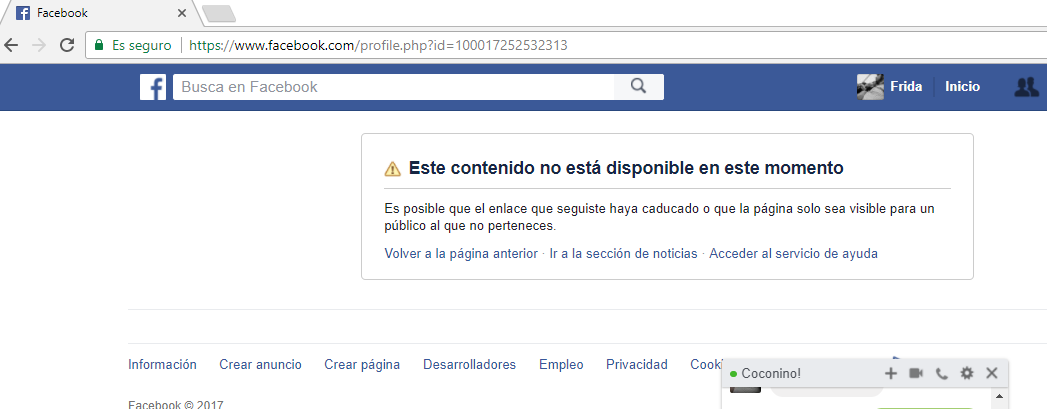 Facebook
Es seguro https://www.facebook.com/profile.php?id=100017252532313
Busca en Facebook Frida Inicio
Este contenido no está disponible en este momento
Es posible que el enlace que seguiste haya caducado o que la página solo sea visible para un
público al que no perteneces.
Volver a la página anterior · Ir a la sección de noticias · Acceder al servicio de ayuda
Información Crear anuncio Crear página Desarrolladores Empleo Privacidad Cooki
Coconino!
Facebook © 2017